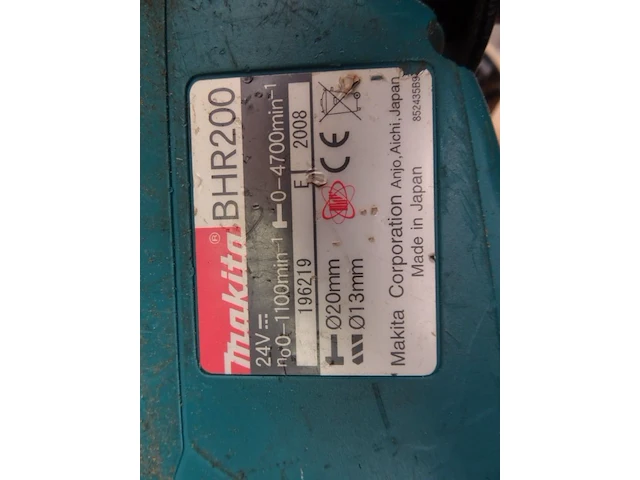 makita® BHR200
24V
n₀0-1100min⁻¹ 0-4700min⁻¹
196219 E 2008
Ø20mm
Ø13mm
CE
Makita Corporation Anjo, Aichi, Japan
Made in Japan